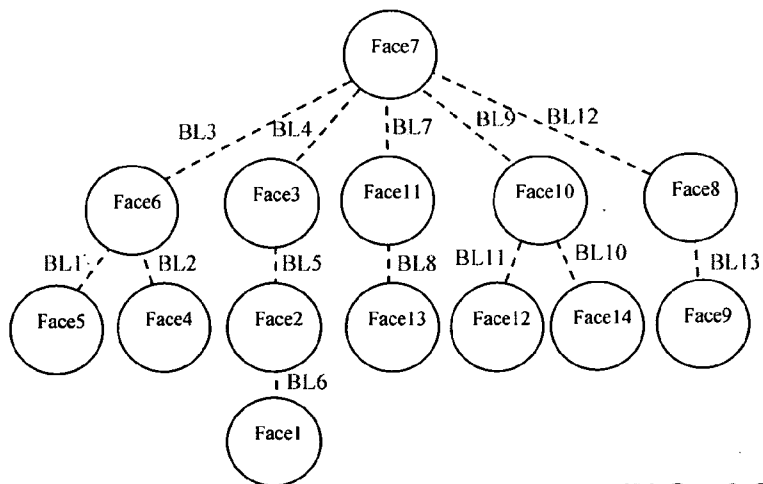 Face7
BL3 BL4 BL7 BL9 BL12
Face6 Face3 Face11 Face10 Face8
BL1 BL2 BL5 BL8 BL11 BL10 BL13
Face5 Face4 Face2 Face13 Face12 Face14 Face9
BL6
Face1